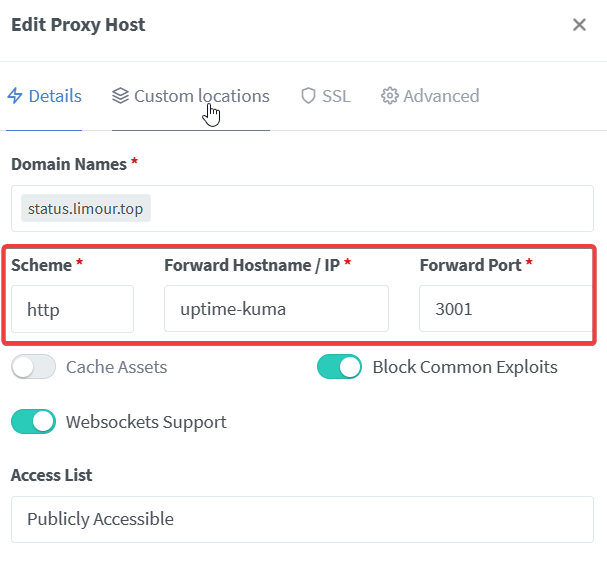 Edit Proxy Host
Details Custom locations SSL Advanced
Domain Names *
status.limour.top
Scheme * Forward Hostname / IP * Forward Port *
http uptime-kuma 3001
Cache Assets Block Common Exploits
Websockets Support
Access List
Publicly Accessible